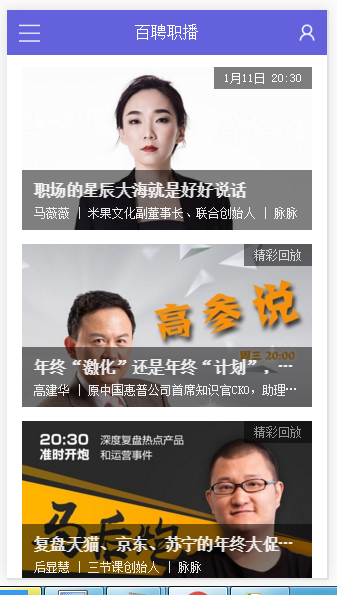 百聘职播
1月11日 20:30
职场的星辰大海就是好好说话
马薇薇 | 米果文化副董事长、联合创始人 | 脉脉
精彩回放
高参说
周三 20:00
年终“激化”还是年终“计划”，…
高建华 | 原中国惠普公司首席知识官CKO，助理…
精彩回放
20:30 深度复盘热点产品
准时开炮 和运营事件
马后炮
复盘天猫、京东、苏宁的年终大促…
后显慧 | 三节课创始人 | 脉脉